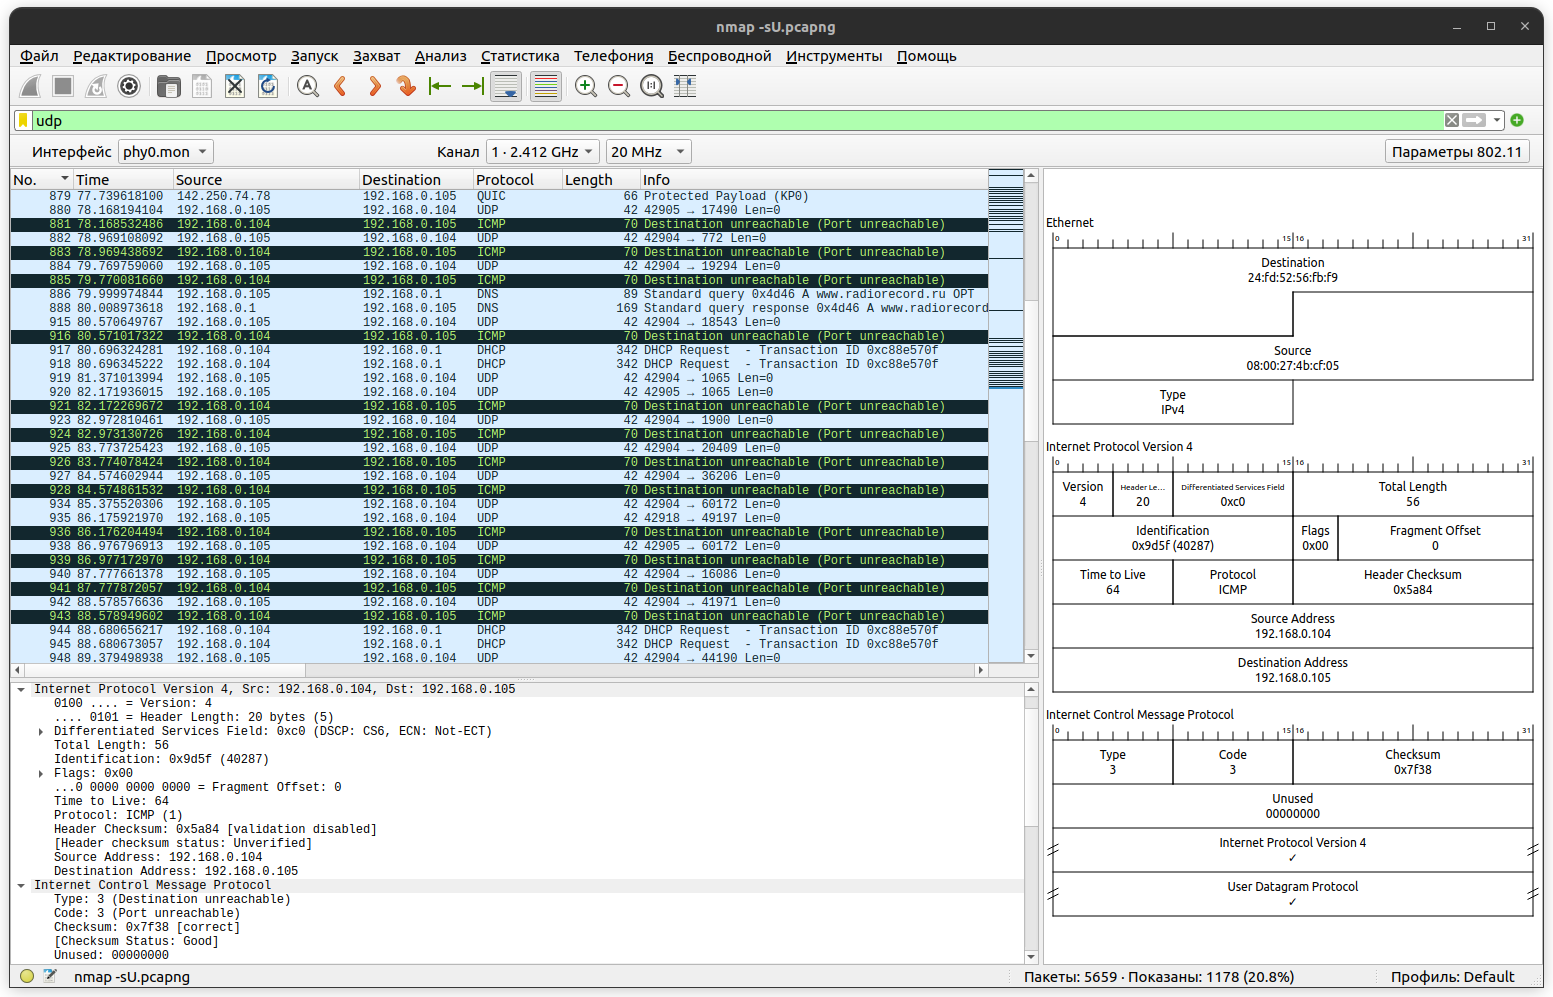 nmap -sU.pcapng
Файл Редактирование Просмотр Запуск Захват Анализ Статистика Телефония Беспроводной Инструменты Помощь
udp
Интерфейс phy0.mon Канал 1 · 2.412 GHz 20 MHz Параметры 802.11
No. Time Source Destination Protocol Length Info
879 77.739618100 142.250.74.78 192.168.0.105 QUIC 66 Protected Payload (KP0)
880 78.168194104 192.168.0.105 192.168.0.104 UDP 42 42905 → 17490 Len=0
881 78.168532486 192.168.0.104 192.168.0.105 ICMP 70 Destination unreachable (Port unreachable)
882 78.969108092 192.168.0.105 192.168.0.104 UDP 42 42904 → 772 Len=0
883 78.969438692 192.168.0.104 192.168.0.105 ICMP 70 Destination unreachable (Port unreachable)
884 79.769759060 192.168.0.105 192.168.0.104 UDP 42 42904 → 19294 Len=0
885 79.770081660 192.168.0.104 192.168.0.105 ICMP 70 Destination unreachable (Port unreachable)
886 79.999974844 192.168.0.105 192.168.0.1 DNS 89 Standard query 0x4d46 A www.radiorecord.ru OPT
888 80.008973618 192.168.0.1 192.168.0.105 DNS 169 Standard query response 0x4d46 A www.radiorecord
915 80.570649767 192.168.0.105 192.168.0.104 UDP 42 42904 → 18543 Len=0
916 80.571017322 192.168.0.104 192.168.0.105 ICMP 70 Destination unreachable (Port unreachable)
917 80.696324281 192.168.0.104 192.168.0.1 DHCP 342 DHCP Request - Transaction ID 0xc88e570f
918 80.696345222 192.168.0.104 192.168.0.1 DHCP 342 DHCP Request - Transaction ID 0xc88e570f
919 81.371013994 192.168.0.105 192.168.0.104 UDP 42 42904 → 1065 Len=0
920 82.171936015 192.168.0.105 192.168.0.104 UDP 42 42905 → 1065 Len=0
921 82.172269672 192.168.0.104 192.168.0.105 ICMP 70 Destination unreachable (Port unreachable)
923 82.972810461 192.168.0.105 192.168.0.104 UDP 42 42904 → 1900 Len=0
924 82.973130726 192.168.0.104 192.168.0.105 ICMP 70 Destination unreachable (Port unreachable)
925 83.773725423 192.168.0.105 192.168.0.104 UDP 42 42904 → 20409 Len=0
926 83.774078424 192.168.0.104 192.168.0.105 ICMP 70 Destination unreachable (Port unreachable)
927 84.574602944 192.168.0.105 192.168.0.104 UDP 42 42904 → 36206 Len=0
928 84.574861532 192.168.0.104 192.168.0.105 ICMP 70 Destination unreachable (Port unreachable)
934 85.375520306 192.168.0.105 192.168.0.104 UDP 42 42904 → 60172 Len=0
935 86.175921970 192.168.0.105 192.168.0.104 UDP 42 42918 → 49197 Len=0
936 86.176204494 192.168.0.104 192.168.0.105 ICMP 70 Destination unreachable (Port unreachable)
938 86.976796913 192.168.0.105 192.168.0.104 UDP 42 42905 → 60172 Len=0
939 86.977172970 192.168.0.104 192.168.0.105 ICMP 70 Destination unreachable (Port unreachable)
940 87.777661378 192.168.0.105 192.168.0.104 UDP 42 42904 → 16086 Len=0
941 87.777872057 192.168.0.104 192.168.0.105 ICMP 70 Destination unreachable (Port unreachable)
942 88.578576636 192.168.0.105 192.168.0.104 UDP 42 42904 → 41971 Len=0
943 88.578949602 192.168.0.104 192.168.0.105 ICMP 70 Destination unreachable (Port unreachable)
944 88.680656217 192.168.0.104 192.168.0.1 DHCP 342 DHCP Request - Transaction ID 0xc88e570f
945 88.680673057 192.168.0.104 192.168.0.1 DHCP 342 DHCP Request - Transaction ID 0xc88e570f
948 89.379498938 192.168.0.105 192.168.0.104 UDP 42 42904 → 44190 Len=0
Internet Protocol Version 4, Src: 192.168.0.104, Dst: 192.168.0.105
0100 .... = Version: 4
.... 0101 = Header Length: 20 bytes (5)
Differentiated Services Field: 0xc0 (DSCP: CS6, ECN: Not-ECT)
Total Length: 56
Identification: 0x9d5f (40287)
Flags: 0x00
...0 0000 0000 0000 = Fragment Offset: 0
Time to Live: 64
Protocol: ICMP (1)
Header Checksum: 0x5a84 [validation disabled]
[Header checksum status: Unverified]
Source Address: 192.168.0.104
Destination Address: 192.168.0.105
Internet Control Message Protocol
Type: 3 (Destination unreachable)
Code: 3 (Port unreachable)
Checksum: 0x7f38 [correct]
[Checksum Status: Good]
Unused: 00000000
Ethernet
0 15 16 31
Destination
24:fd:52:56:fb:f9
Source
08:00:27:4b:cf:05
Type
IPv4
Internet Protocol Version 4
0 15 16 31
Version Header Le... Differentiated Services Field Total Length
4 20 0xc0 56
Identification Flags Fragment Offset
0x9d5f (40287) 0x00 0
Time to Live Protocol Header Checksum
64 ICMP 0x5a84
Source Address
192.168.0.104
Destination Address
192.168.0.105
Internet Control Message Protocol
0 15 16 31
Type Code Checksum
3 3 0x7f38
Unused
00000000
Internet Protocol Version 4
✓
User Datagram Protocol
✓
nmap -sU.pcapng Пакеты: 5659 · Показаны: 1178 (20.8%) Профиль: Default